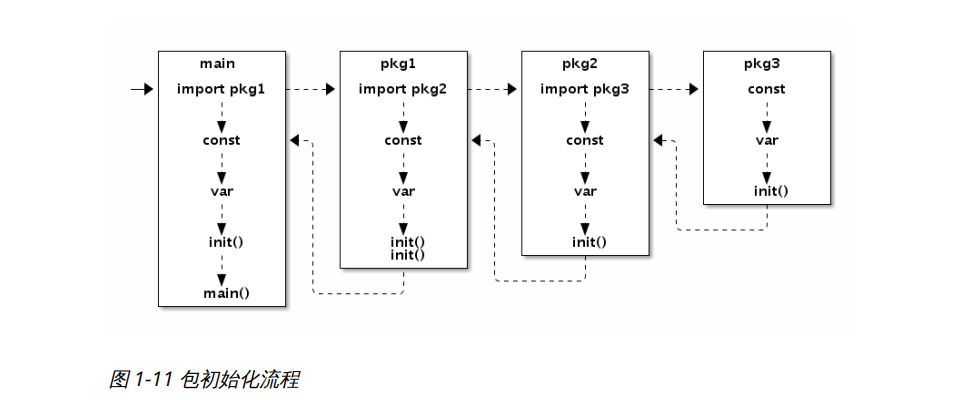 main
import pkg1
const
var
init()
main()
pkg1
import pkg2
const
var
init()
init()
pkg2
import pkg3
const
var
init()
pkg3
const
var
init()
图 1-11 包初始化流程